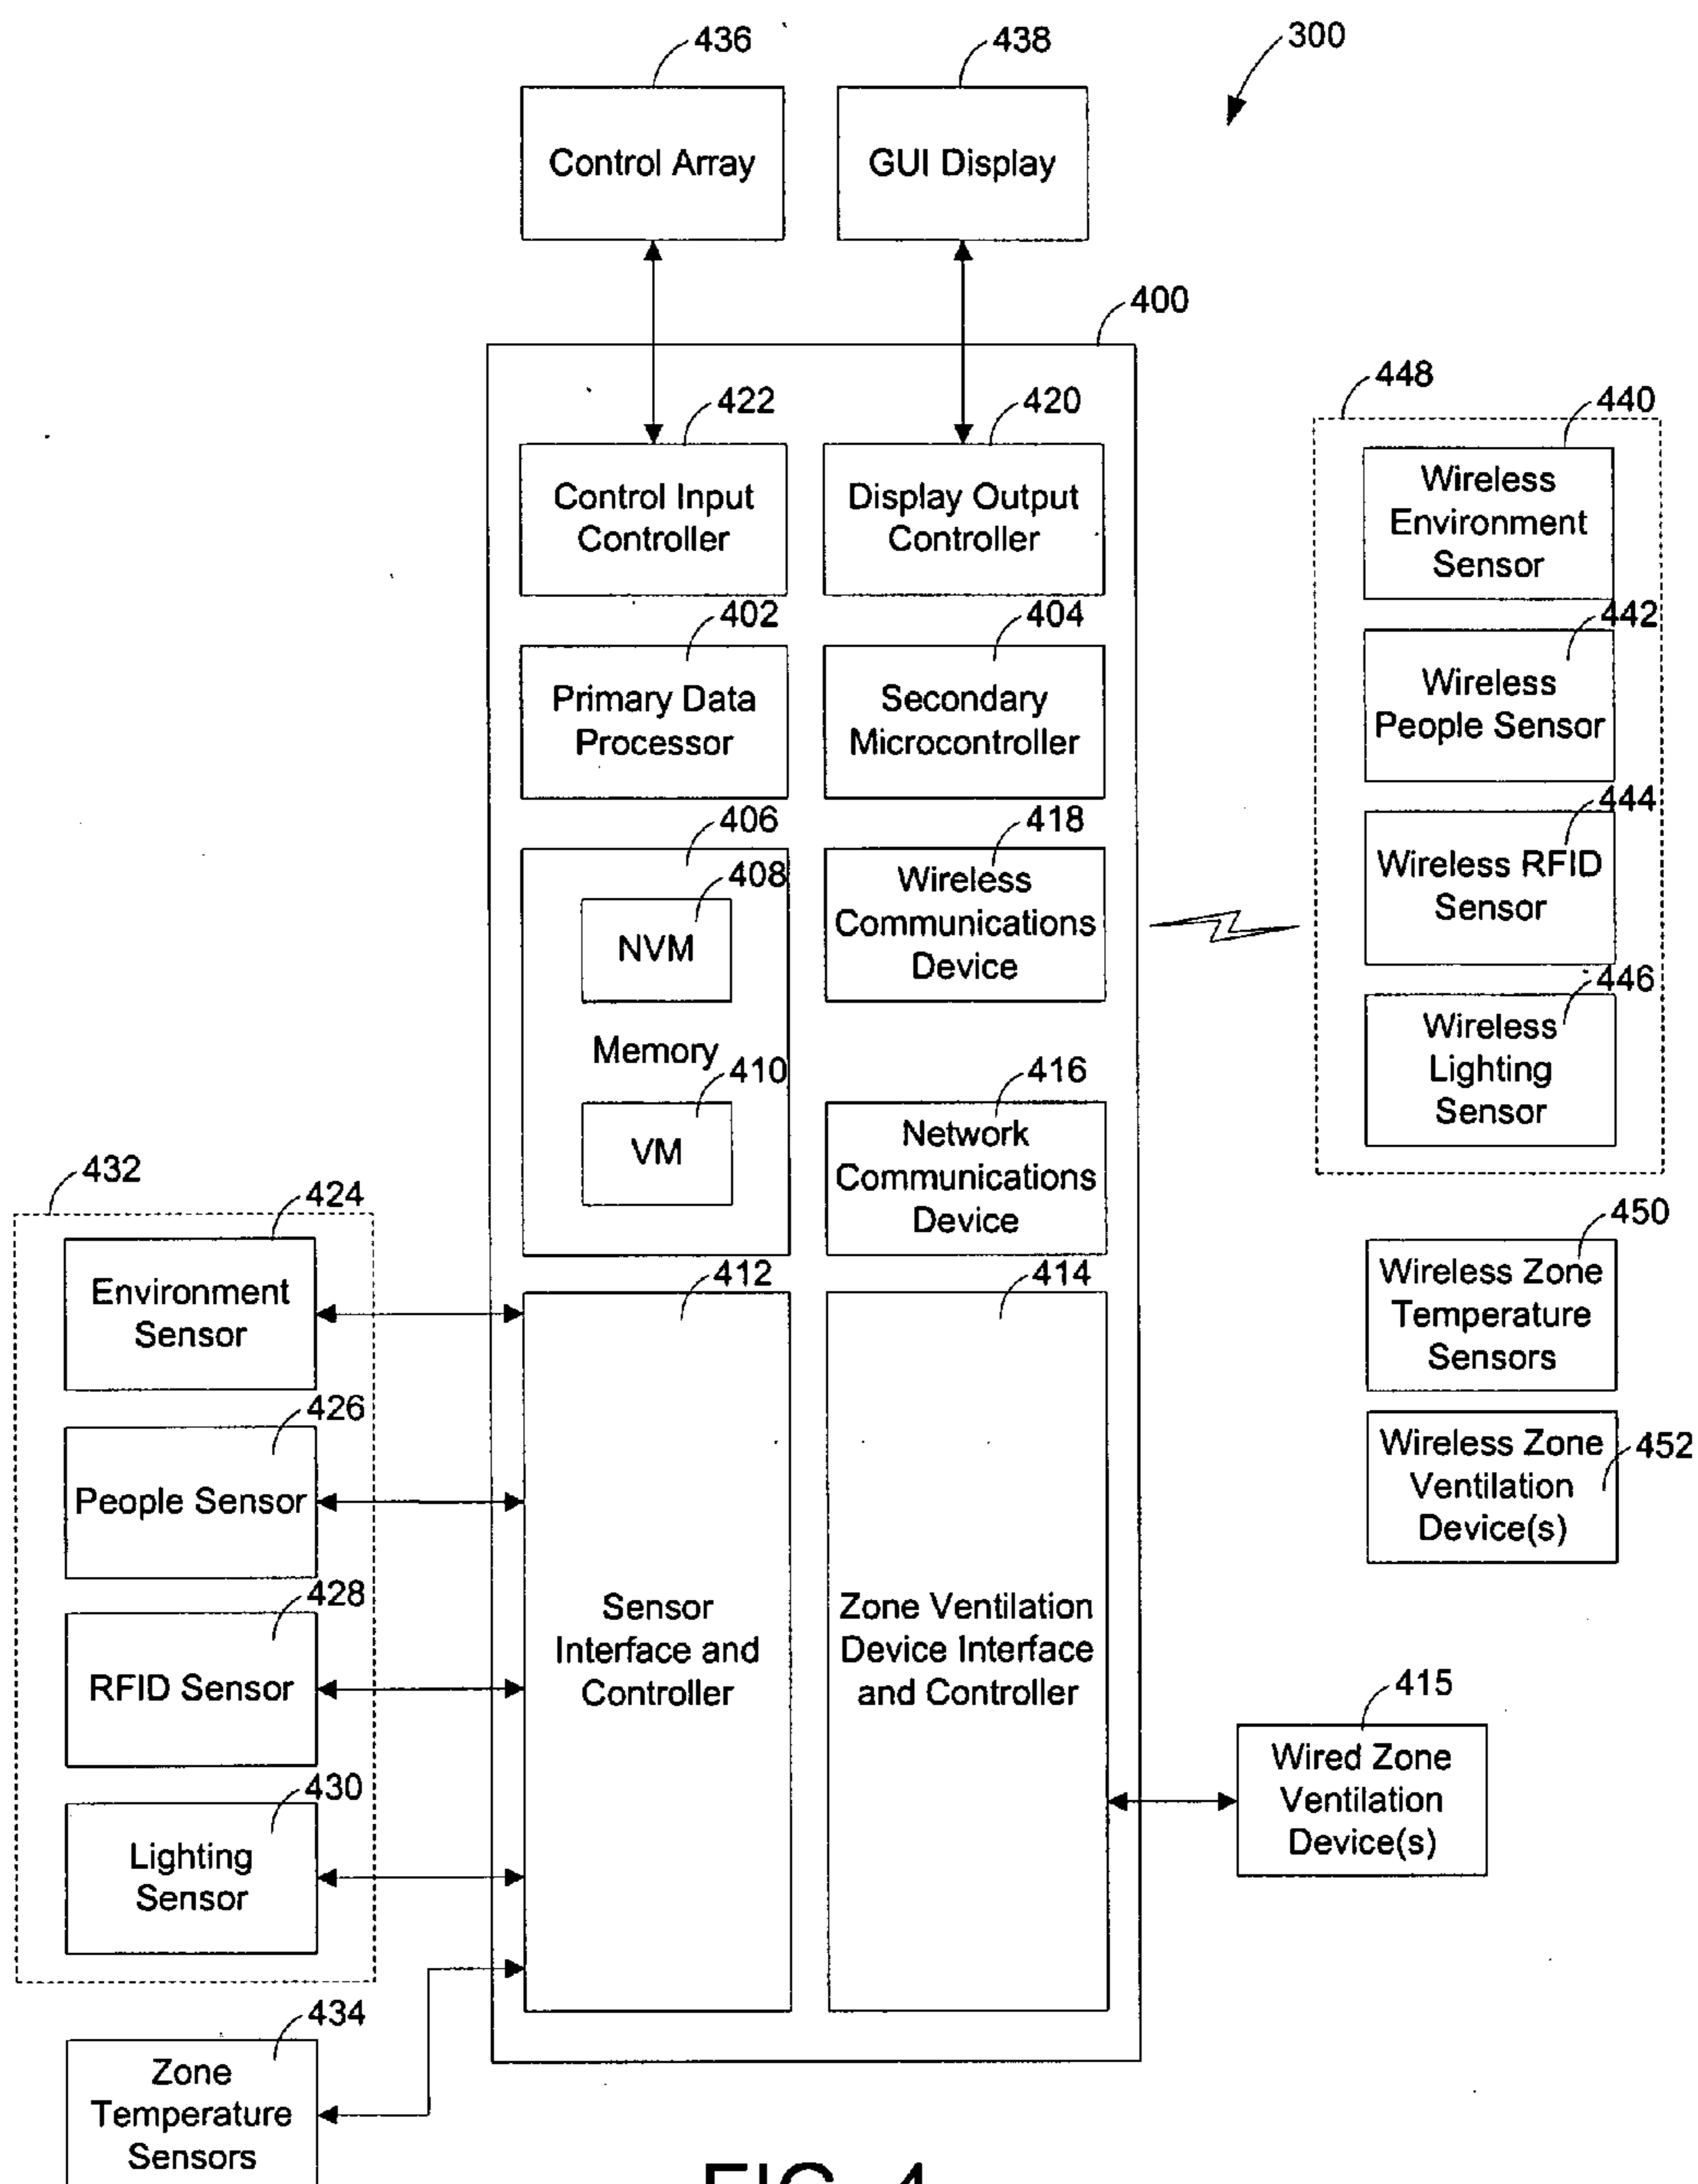 436
438
300
Control Array
GUI Display
400
422
420
Control Input
Controller
Display Output
Controller
402
404
Primary Data
Processor
Secondary
Microcontroller
406
408
NVM
Memory
410
VM
418
Wireless
Communications
Device
416
Network
Communications
Device
448
440
Wireless
Environment
Sensor
442
Wireless
People Sensor
444
Wireless RFID
Sensor
446
Wireless
Lighting
Sensor
450
Wireless Zone
Temperature
Sensors
452
Wireless Zone
Ventilation
Device(s)
432
424
Environment
Sensor
426
People Sensor
428
RFID Sensor
430
Lighting
Sensor
434
Zone
Temperature
Sensors
412
Sensor
Interface and
Controller
414
Zone Ventilation
Device Interface
and Controller
415
Wired Zone
Ventilation
Device(s)
FIG. 4